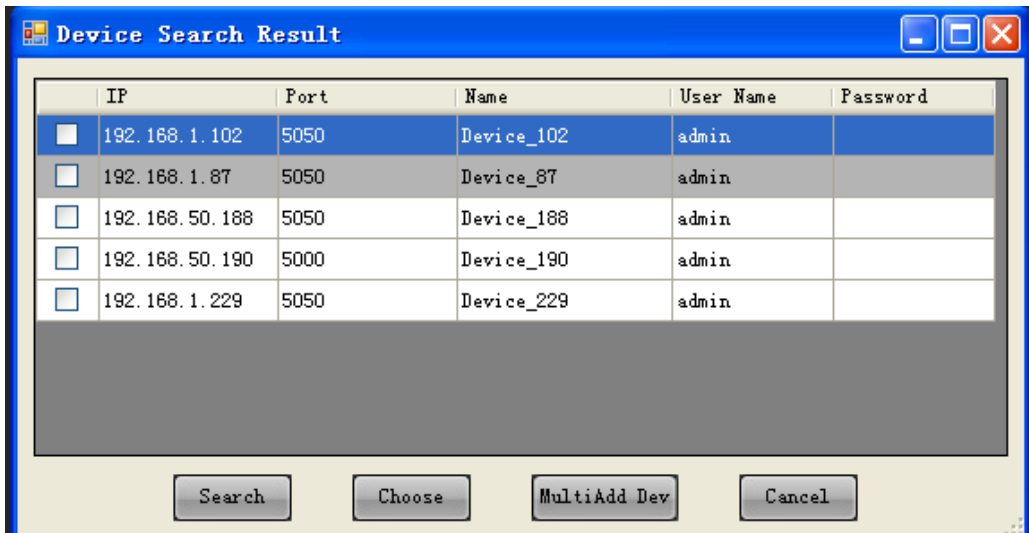 Device Search Result
IP Port Name User Name Password
192.168.1.102 5050 Device_102 admin
192.168.1.87 5050 Device_87 admin
192.168.50.188 5050 Device_188 admin
192.168.50.190 5000 Device_190 admin
192.168.1.229 5050 Device_229 admin
Search Choose MultiAdd Dev Cancel